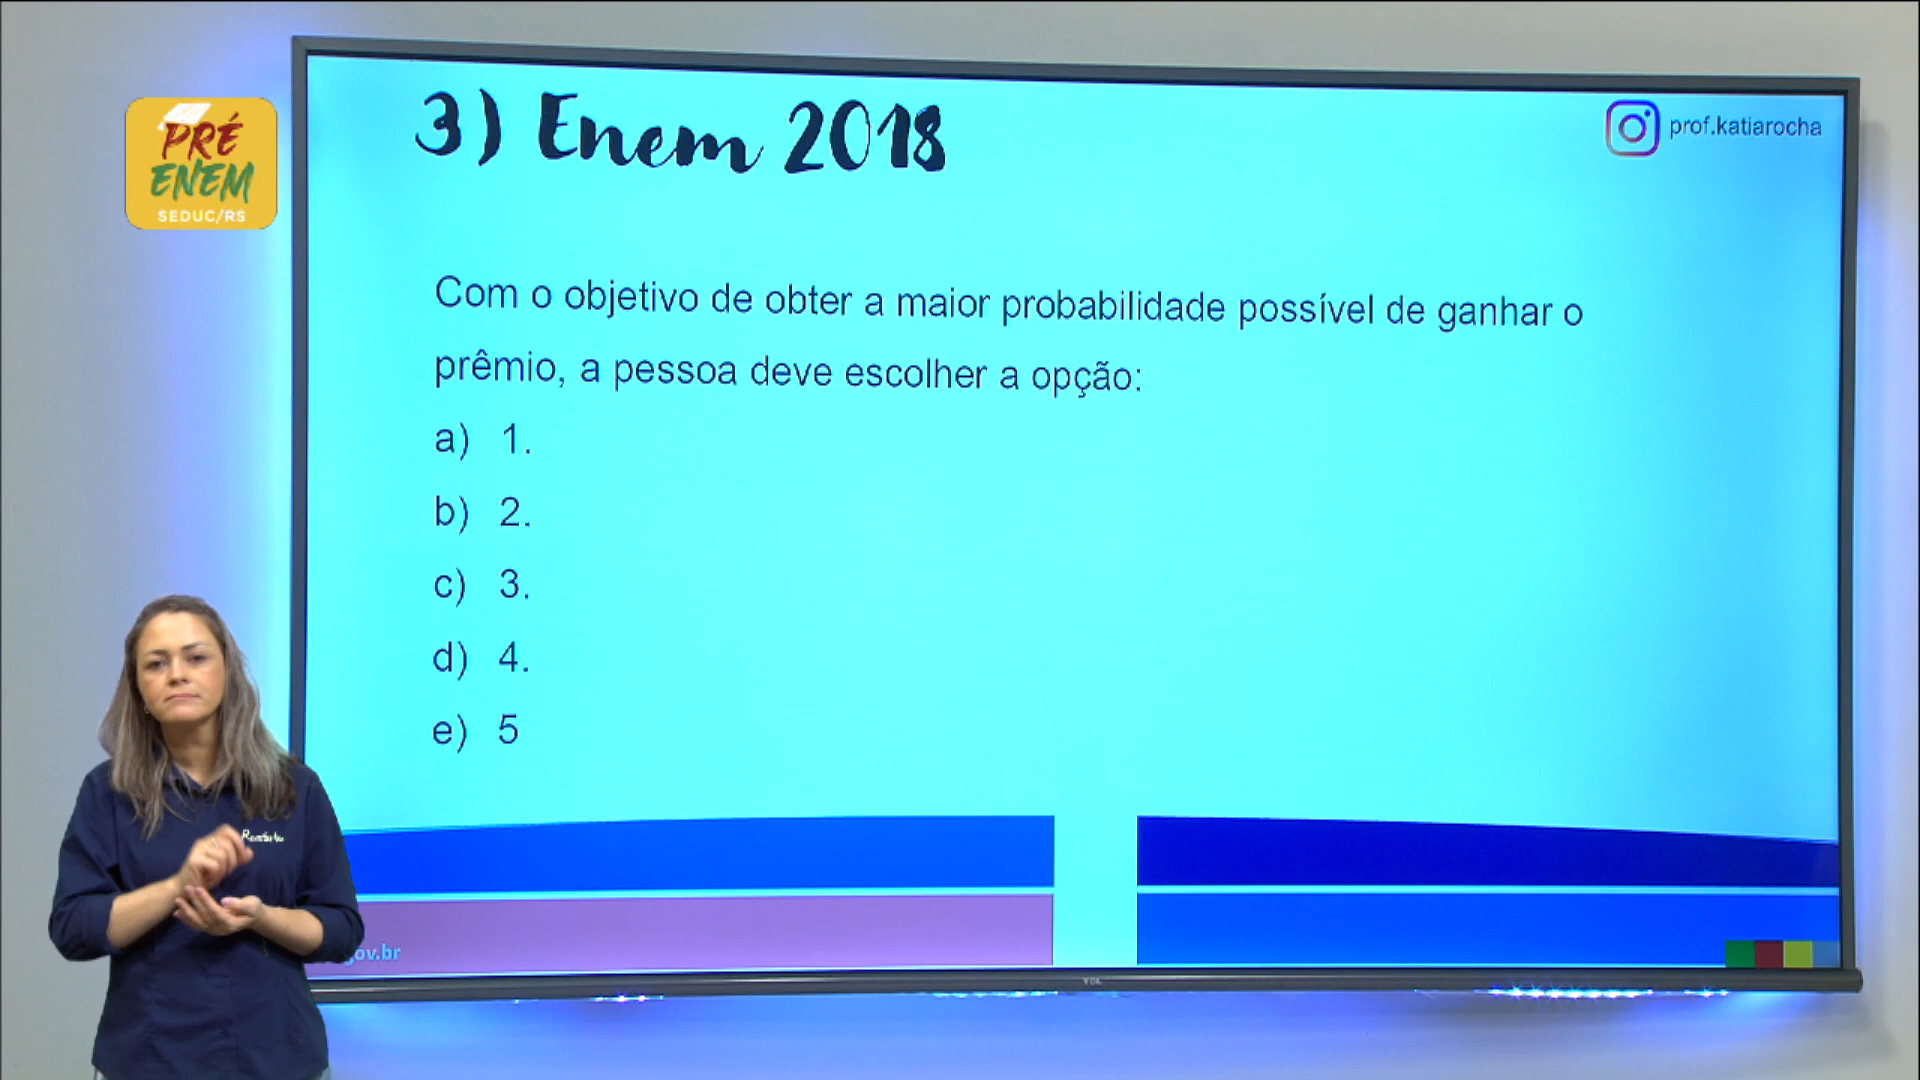 PRÉ
ENEM
SEDUC/RS
3) Enem 2018
prof.katiarocha
Com o objetivo de obter a maior probabilidade possível de ganhar o
prêmio, a pessoa deve escolher a opção:
a) 1.
b) 2.
c) 3.
d) 4.
e) 5
gov.br